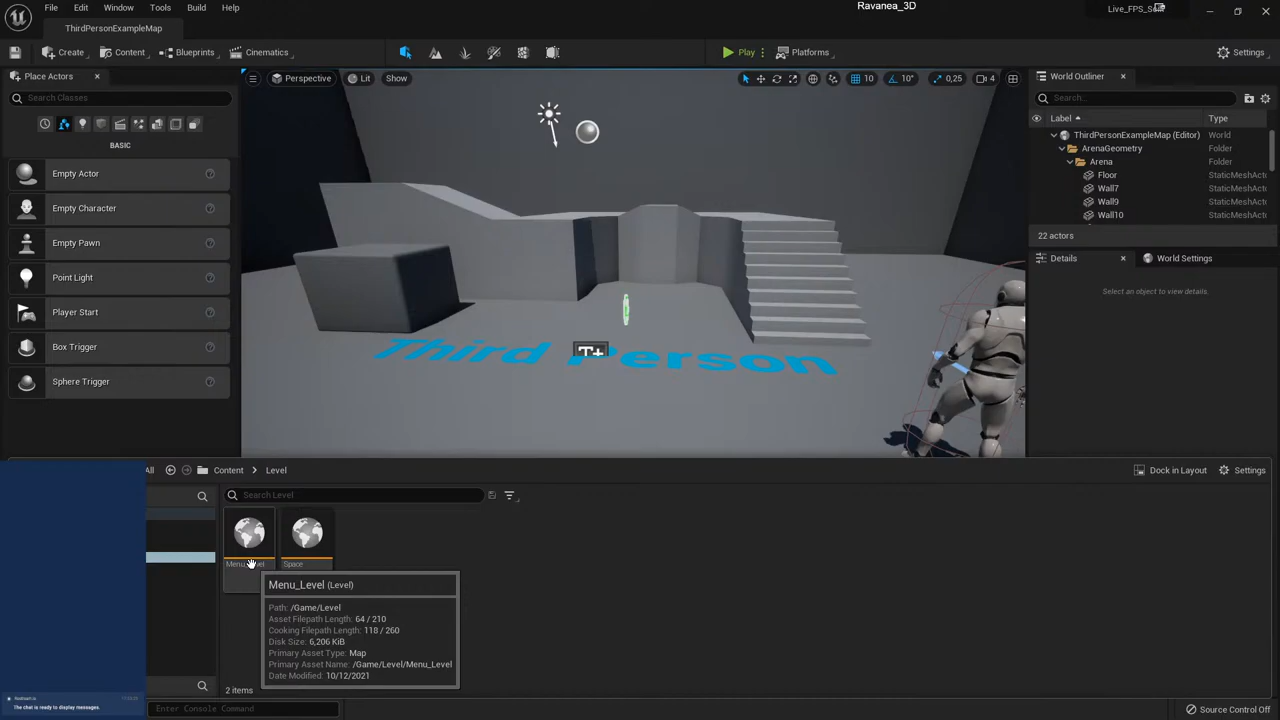 File Edit Window Tools Build Help
Ravanea_3D
ThirdPersonExampleMap
Create Content Blueprints Cinematics
Play Platforms Settings
Place Actors
Search Classes
BASIC
Empty Actor
Empty Character
Empty Pawn
Point Light
Player Start
Box Trigger
Sphere Trigger
Perspective Lit Show
10 10° 0,25 4
Third Person
T+
World Outliner
Search...
Label Type
ThirdPersonExampleMap (Editor) World
ArenaGeometry Folder
Arena Folder
Floor StaticMeshActo
Wall7 StaticMeshActo
Wall9 StaticMeshActo
Wall10 StaticMeshActo
22 actors
Details World Settings
Select an object to view details.
All Content Level
Dock in Layout Settings
Search Level
Space
Menu_Level (Level)
Path: /Game/Level
Asset Filepath Length: 64 / 210
Cooking Filepath Length: 118 / 260
Disk Size: 6,206 KiB
Primary Asset Type: Map
Primary Asset Name: /Game/Level/Menu_Level
Date Modified: 10/12/2021
2 items
The chat is ready to display messages.
Enter Console Command
Source Control Off